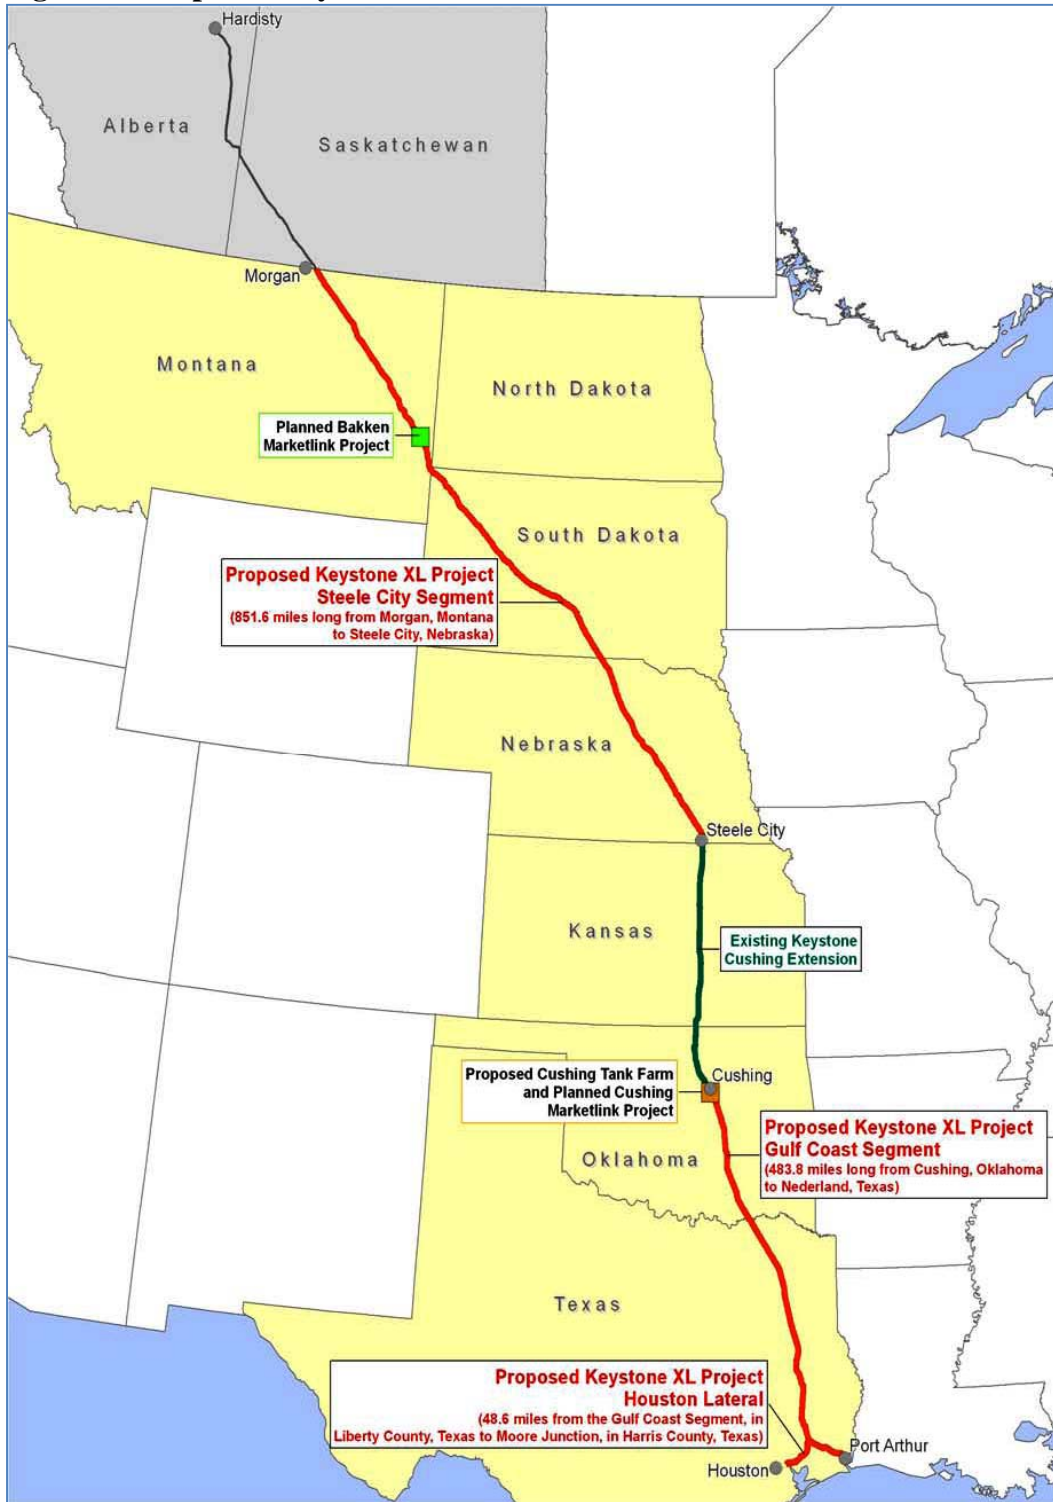 Hardisty
Alberta
Saskatchewan
Morgan
Montana
North Dakota
Planned Bakken
Marketlink Project
South Dakota
Proposed Keystone XL Project
Steele City Segment
(851.6 miles long from Morgan, Montana
to Steele City, Nebraska)
Nebraska
Steele City
Kansas
Existing Keystone
Cushing Extension
Proposed Cushing Tank Farm
and Planned Cushing
Marketlink Project
Cushing
Proposed Keystone XL Project
Gulf Coast Segment
(483.8 miles long from Cushing, Oklahoma
to Nederland, Texas)
Oklahoma
Texas
Proposed Keystone XL Project
Houston Lateral
(48.6 miles from the Gulf Coast Segment, in
Liberty County, Texas to Moore Junction, in Harris County, Texas)
Port Arthur
Houston